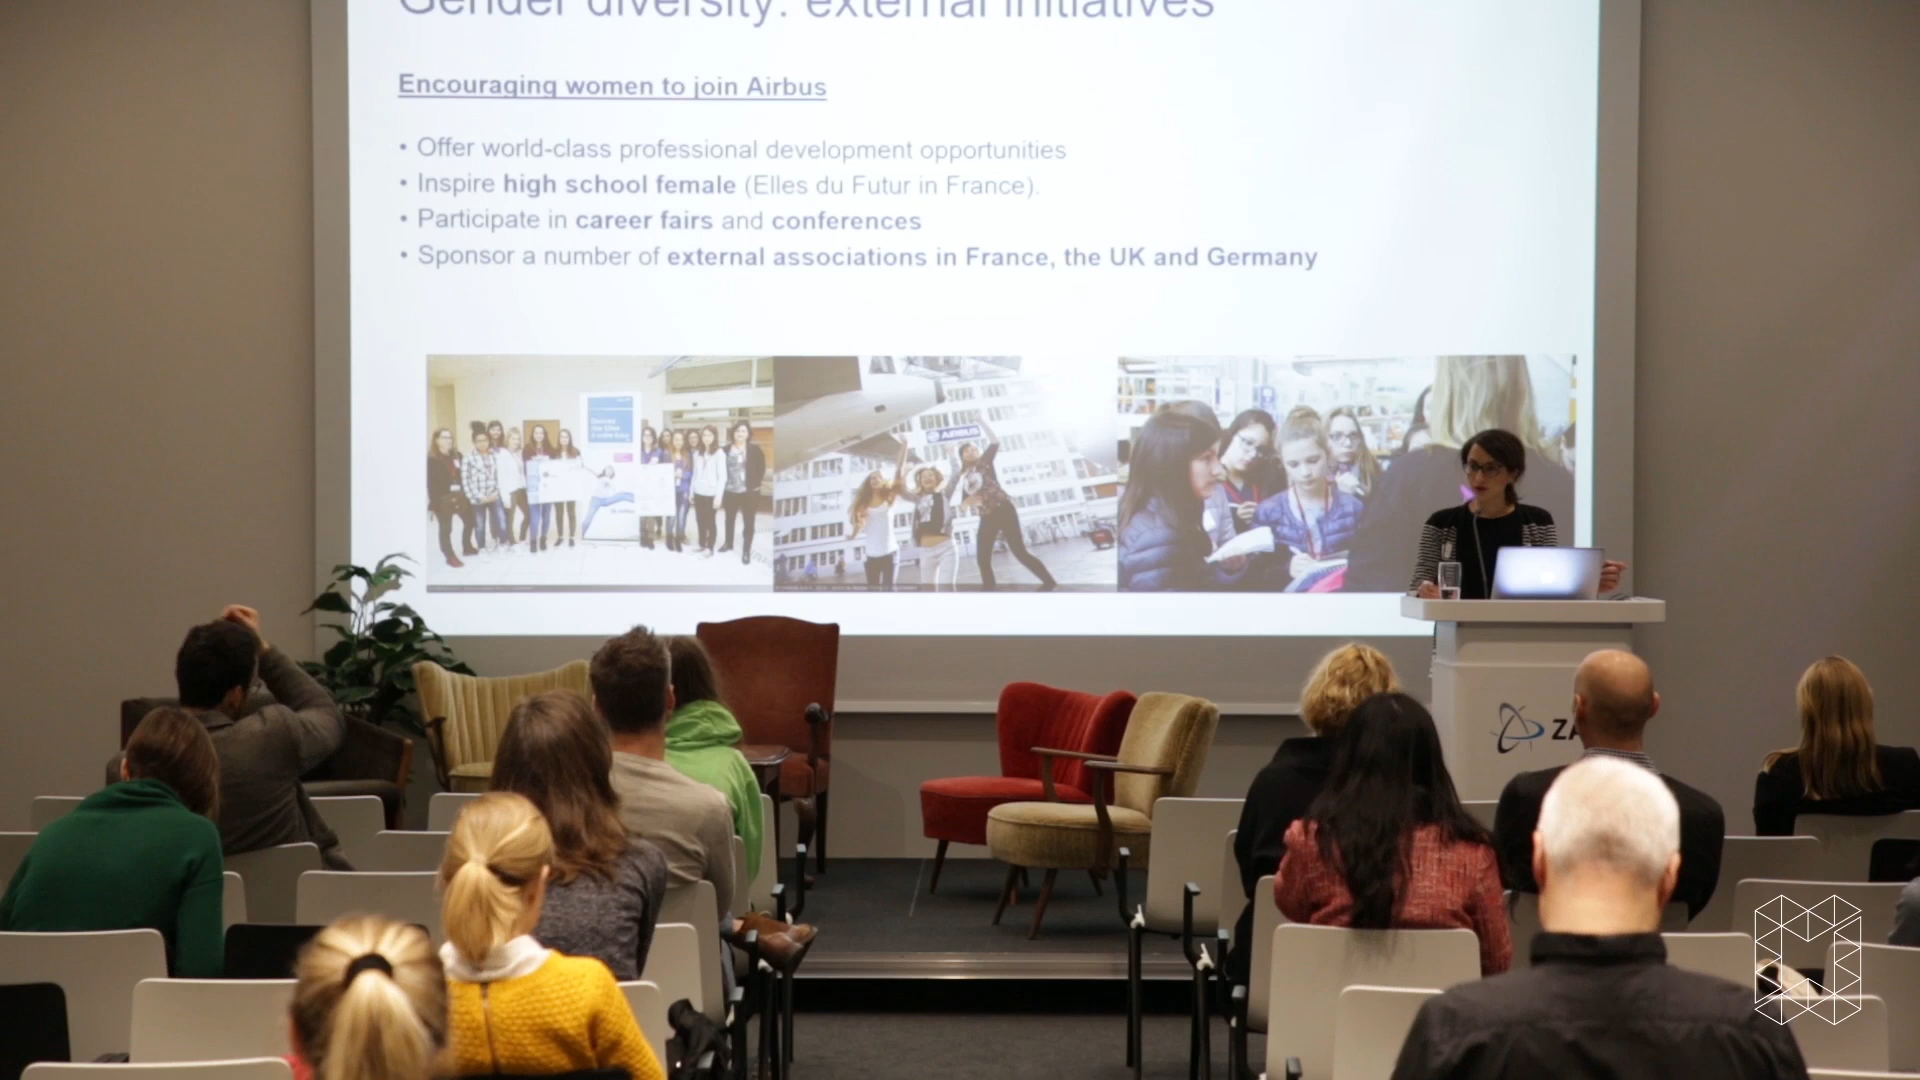 Gender diversity: external initiatives
Encouraging women to join Airbus
• Offer world-class professional development opportunities
• Inspire high school female (Elles du Futur in France).
• Participate in career fairs and conferences
• Sponsor a number of external associations in France, the UK and Germany
AIRBUS